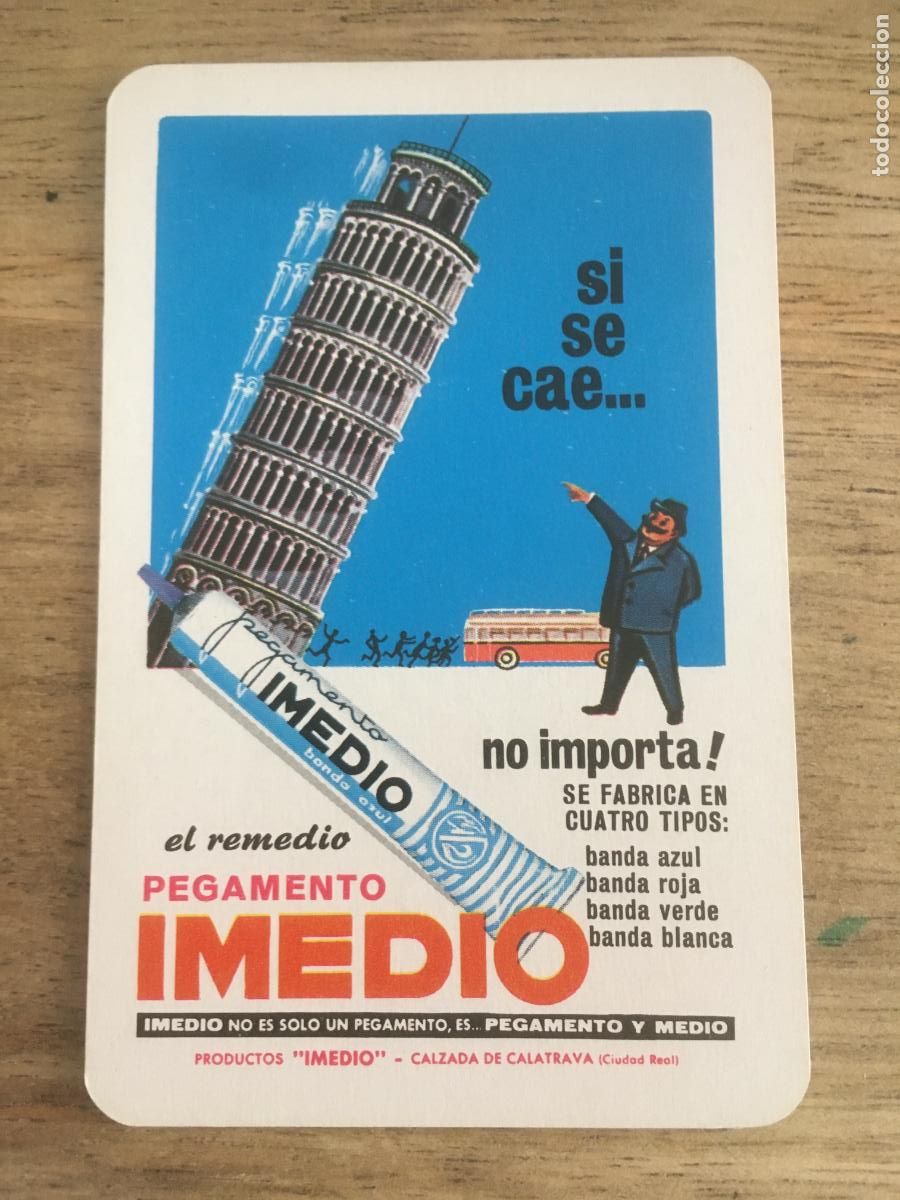 todocoleccion
si
se
cae...
pegamento
IMEDIO
banda azul
no importa!
SE FABRICA EN
CUATRO TIPOS:
banda azul
banda roja
banda verde
banda blanca
el remedio
PEGAMENTO
IMEDIO
IMEDIO NO ES SOLO UN PEGAMENTO, ES... PEGAMENTO Y MEDIO
PRODUCTOS "IMEDIO" - CALZADA DE CALATRAVA (Ciudad Real)